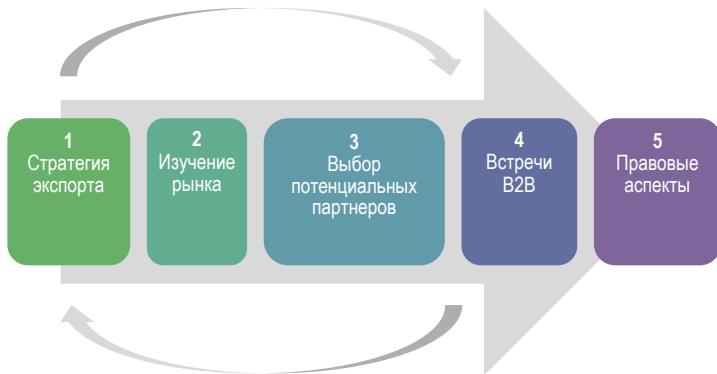 1
Стратегия
экспорта
2
Изучение
рынка
3
Выбор
потенциальных
партнеров
4
Встречи
B2B
5
Правовые
аспекты